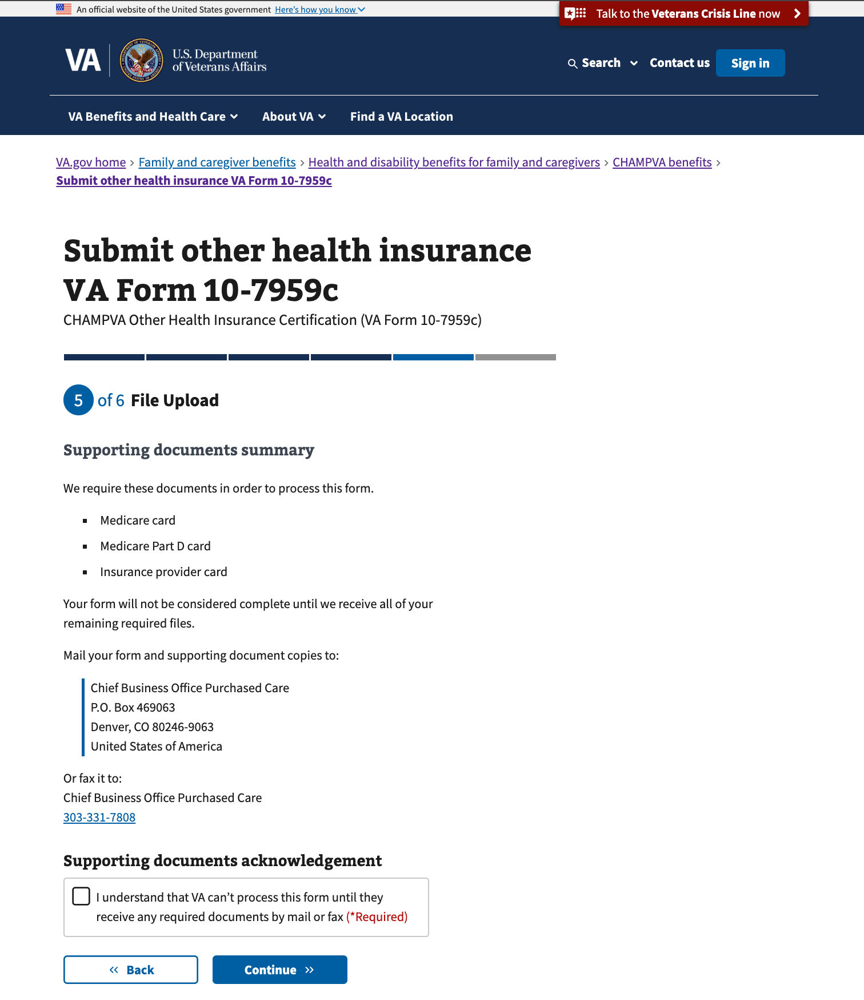 An official website of the United States government Here's how you know
Talk to the Veterans Crisis Line now
VA
U.S. Department
of Veterans Affairs
Search
Contact us
Sign in
VA Benefits and Health Care
About VA
Find a VA Location
VA.gov home › Family and caregiver benefits › Health and disability benefits for family and caregivers › CHAMPVA benefits ›
Submit other health insurance VA Form 10-7959c
Submit other health insurance
VA Form 10-7959c
CHAMPVA Other Health Insurance Certification (VA Form 10-7959c)
5 of 6 File Upload
Supporting documents summary
We require these documents in order to process this form.
Medicare card
Medicare Part D card
Insurance provider card
Your form will not be considered complete until we receive all of your
remaining required files.
Mail your form and supporting document copies to:
Chief Business Office Purchased Care
P.O. Box 469063
Denver, CO 80246-9063
United States of America
Or fax it to:
Chief Business Office Purchased Care
303-331-7808
Supporting documents acknowledgement
I understand that VA can’t process this form until they
receive any required documents by mail or fax (*Required)
« Back
Continue »